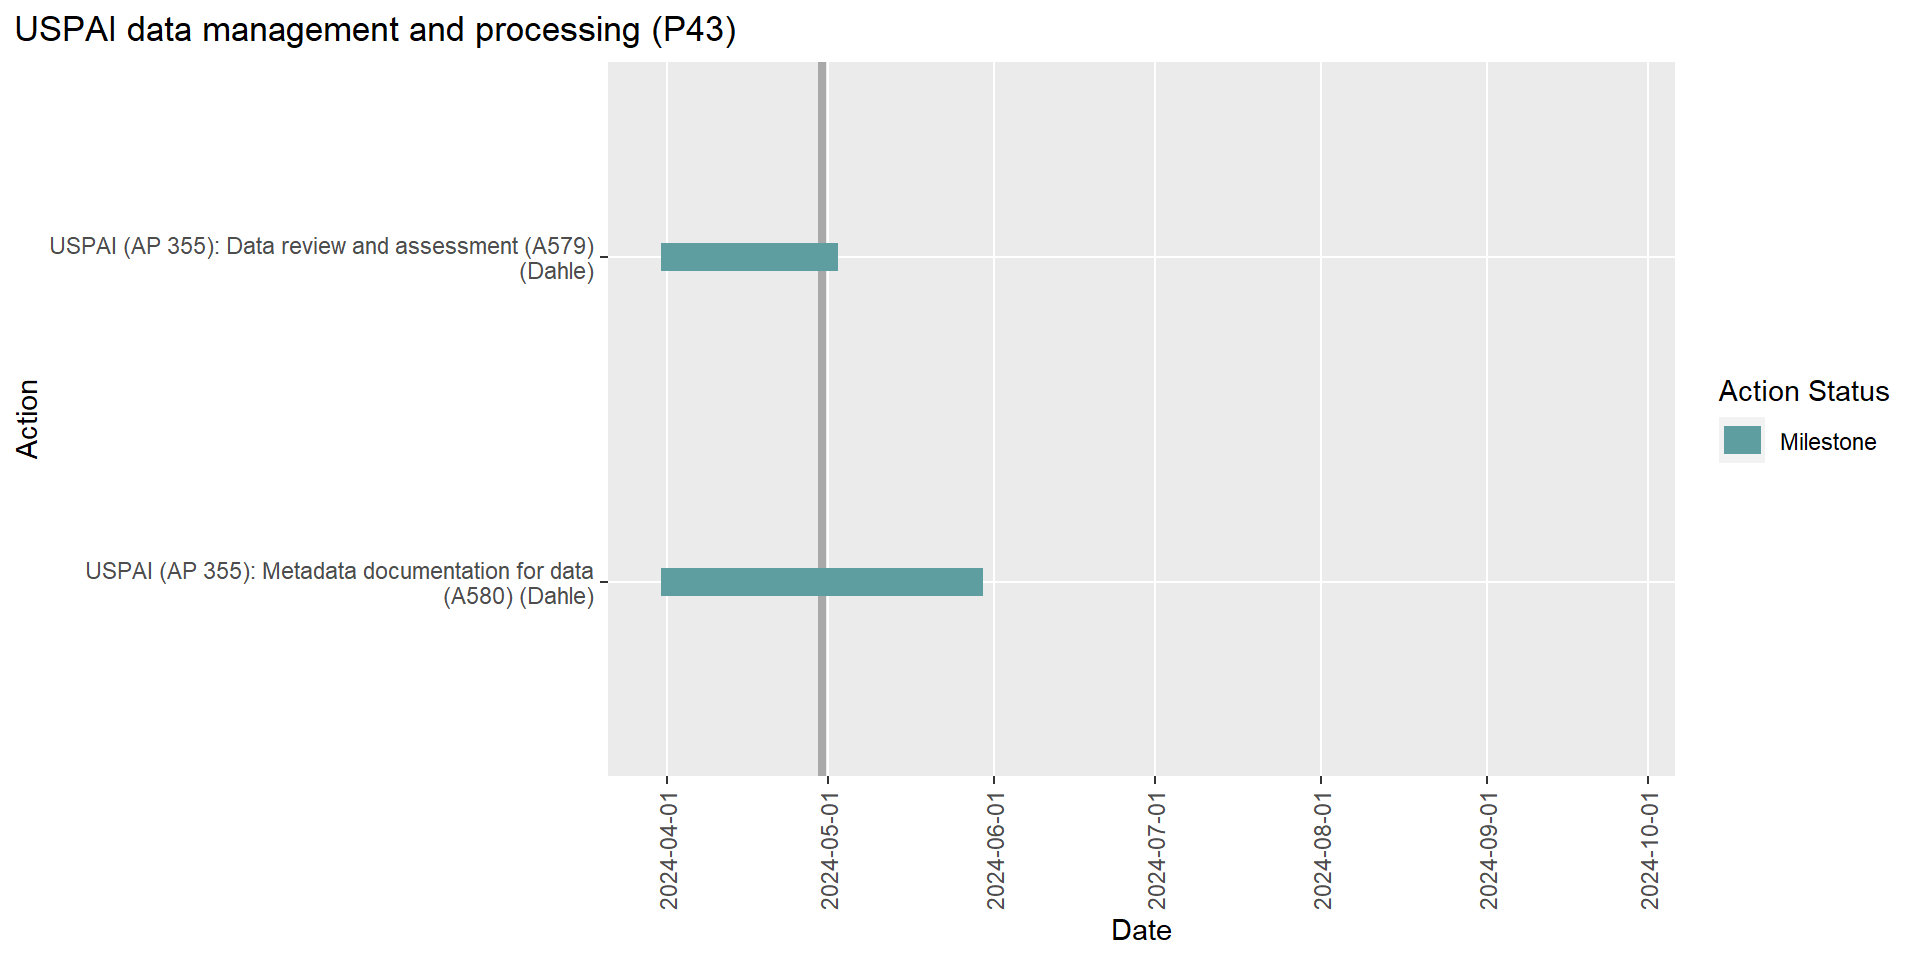 USPAI data management and processing (P43)
USPAI (AP 355): Data review and assessment (A579)
(Dahle)
Action
USPAI (AP 355): Metadata documentation for data
(A580) (Dahle)
Action Status
Milestone
2024-04-01
2024-05-01
2024-06-01
2024-07-01
2024-08-01
2024-09-01
2024-10-01
Date